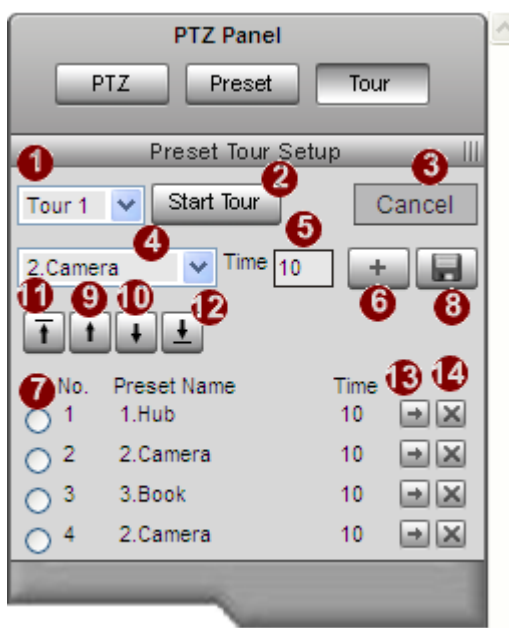 PTZ Panel
PTZ Preset Tour
Preset Tour Setup
1 2 3
Tour 1 Start Tour Cancel
4 5
2.Camera Time 10 +
11 9 10 12 6 8
7 No. Preset Name Time 13 14
1 1.Hub 10
2 2.Camera 10
3 3.Book 10
4 2.Camera 10